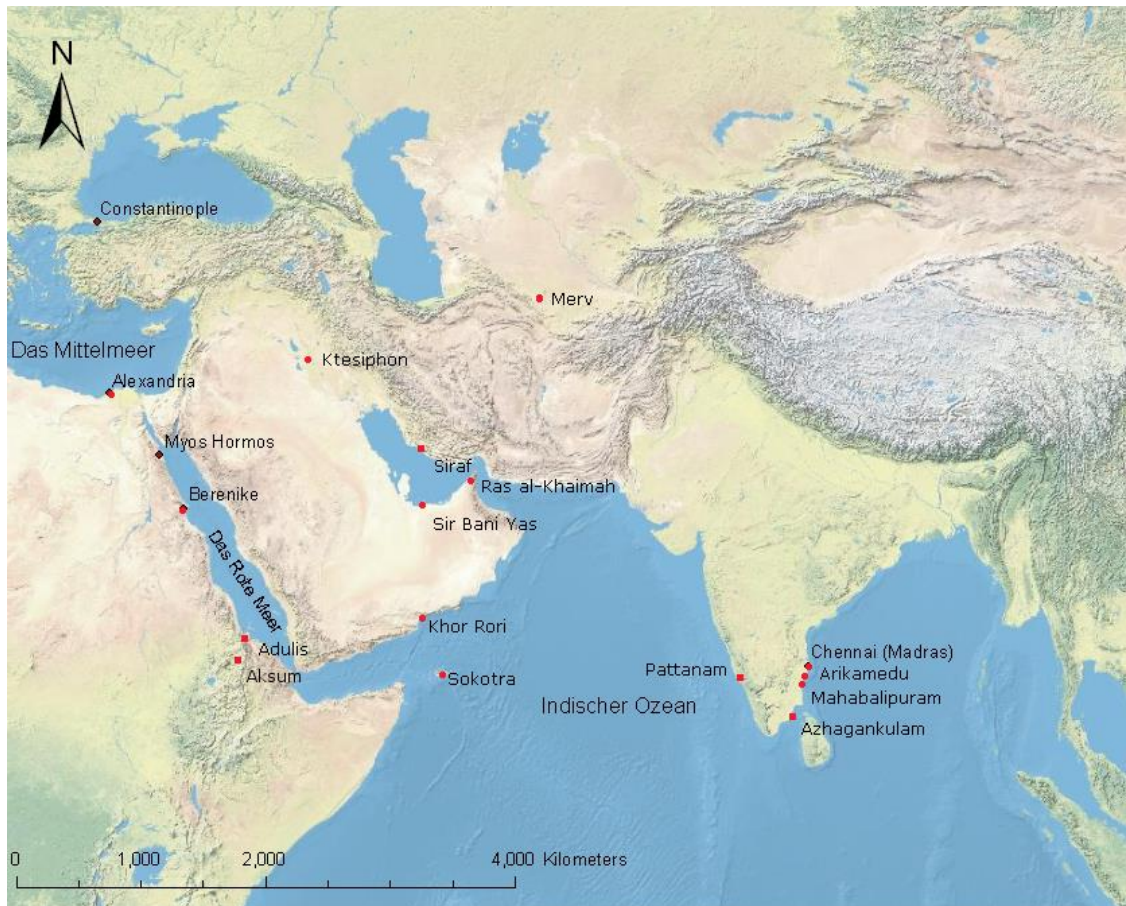 N
Constantinople
Merv
Das Mittelmeer
Ktesiphon
Alexandria
Myos Hormos
Siraf
Ras al-Khaimah
Berenike
Sir Bani Yas
Das Rote Meer
Khor Rori
Adulis
Aksum
Sokotra
Indischer Ozean
Pattanam
Chennai (Madras)
Arikamedu
Mahabalipuram
Azhagankulam
0 1,000 2,000 4,000 Kilometers